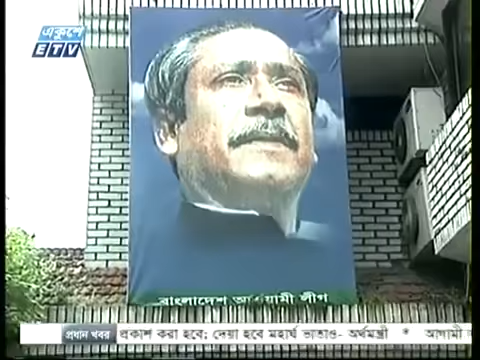 একুশে
ETV
বাংলাদেশ আওয়ামী লীগ
প্রধান খবর প্রকাশ করা হবে; দেয়া হবে মহার্ঘ ভাতাও- অর্থমন্ত্রী * আগামী